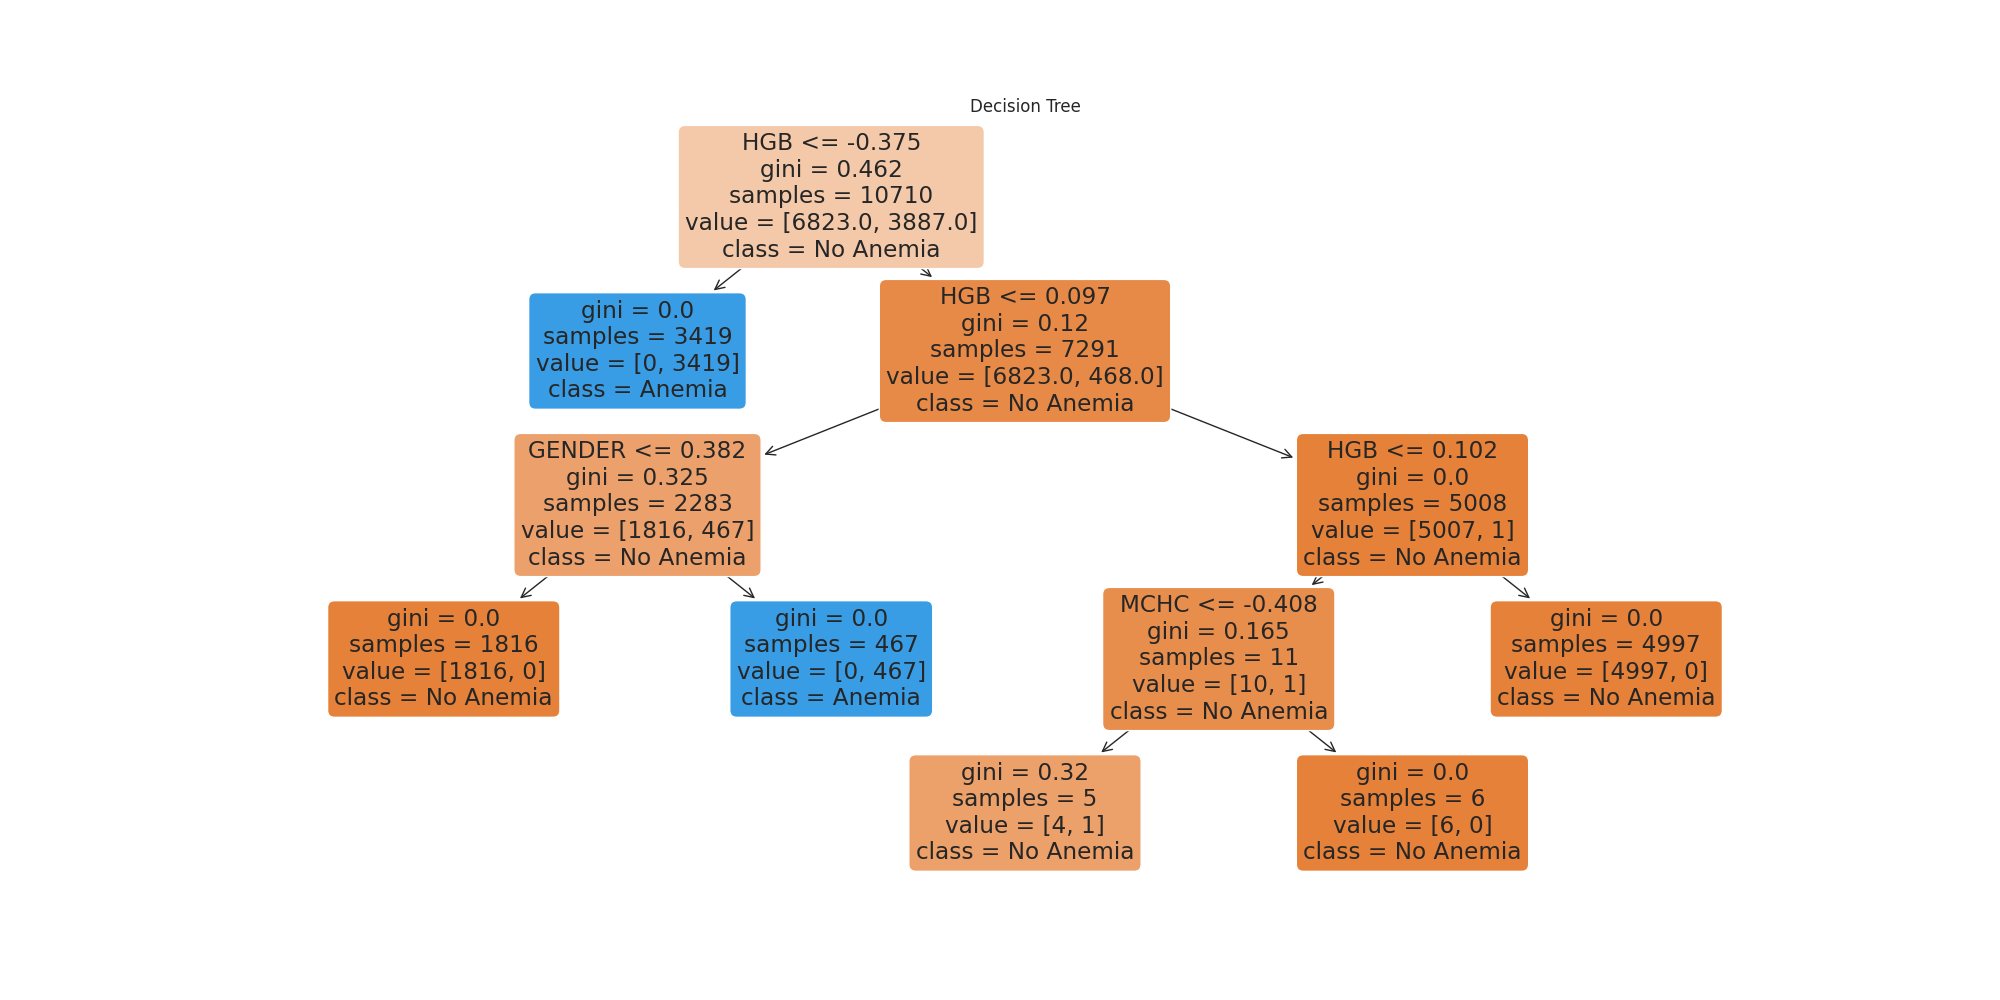 Decision Tree
HGB <= -0.375
gini = 0.462
samples = 10710
value = [6823.0, 3887.0]
class = No Anemia
gini = 0.0
samples = 3419
value = [0, 3419]
class = Anemia
HGB <= 0.097
gini = 0.12
samples = 7291
value = [6823.0, 468.0]
class = No Anemia
GENDER <= 0.382
gini = 0.325
samples = 2283
value = [1816, 467]
class = No Anemia
HGB <= 0.102
gini = 0.0
samples = 5008
value = [5007, 1]
class = No Anemia
gini = 0.0
samples = 1816
value = [1816, 0]
class = No Anemia
gini = 0.0
samples = 467
value = [0, 467]
class = Anemia
MCHC <= -0.408
gini = 0.165
samples = 11
value = [10, 1]
class = No Anemia
gini = 0.0
samples = 4997
value = [4997, 0]
class = No Anemia
gini = 0.32
samples = 5
value = [4, 1]
class = No Anemia
gini = 0.0
samples = 6
value = [6, 0]
class = No Anemia